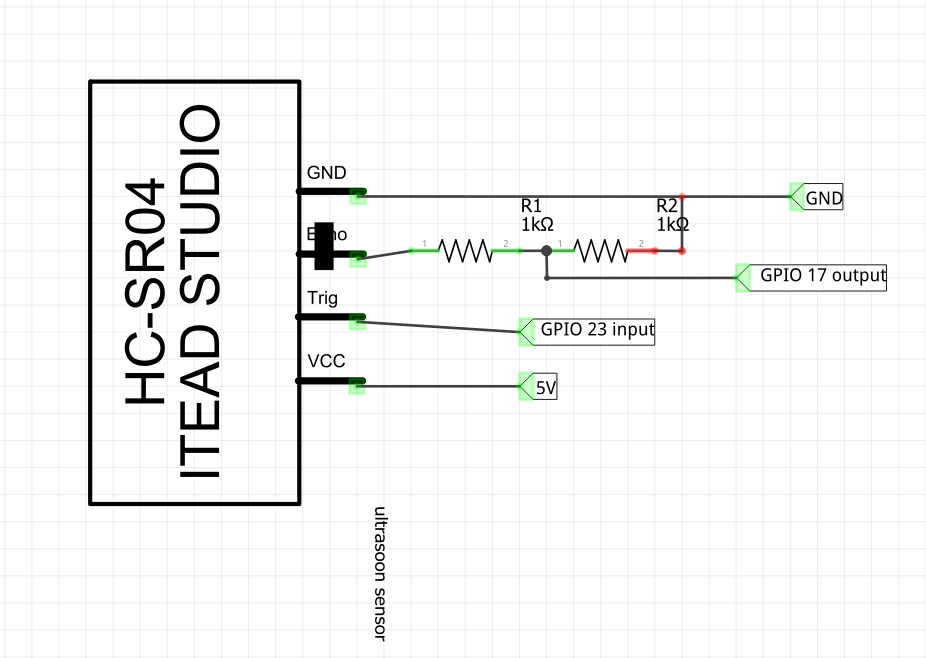 HC-SR04
ITEAD STUDIO
GND
Echo
Trig
VCC
R1
1kΩ
R2
1kΩ
1
2
1
2
GND
GPIO 17 output
GPIO 23 input
5V
ultrasoon sensor